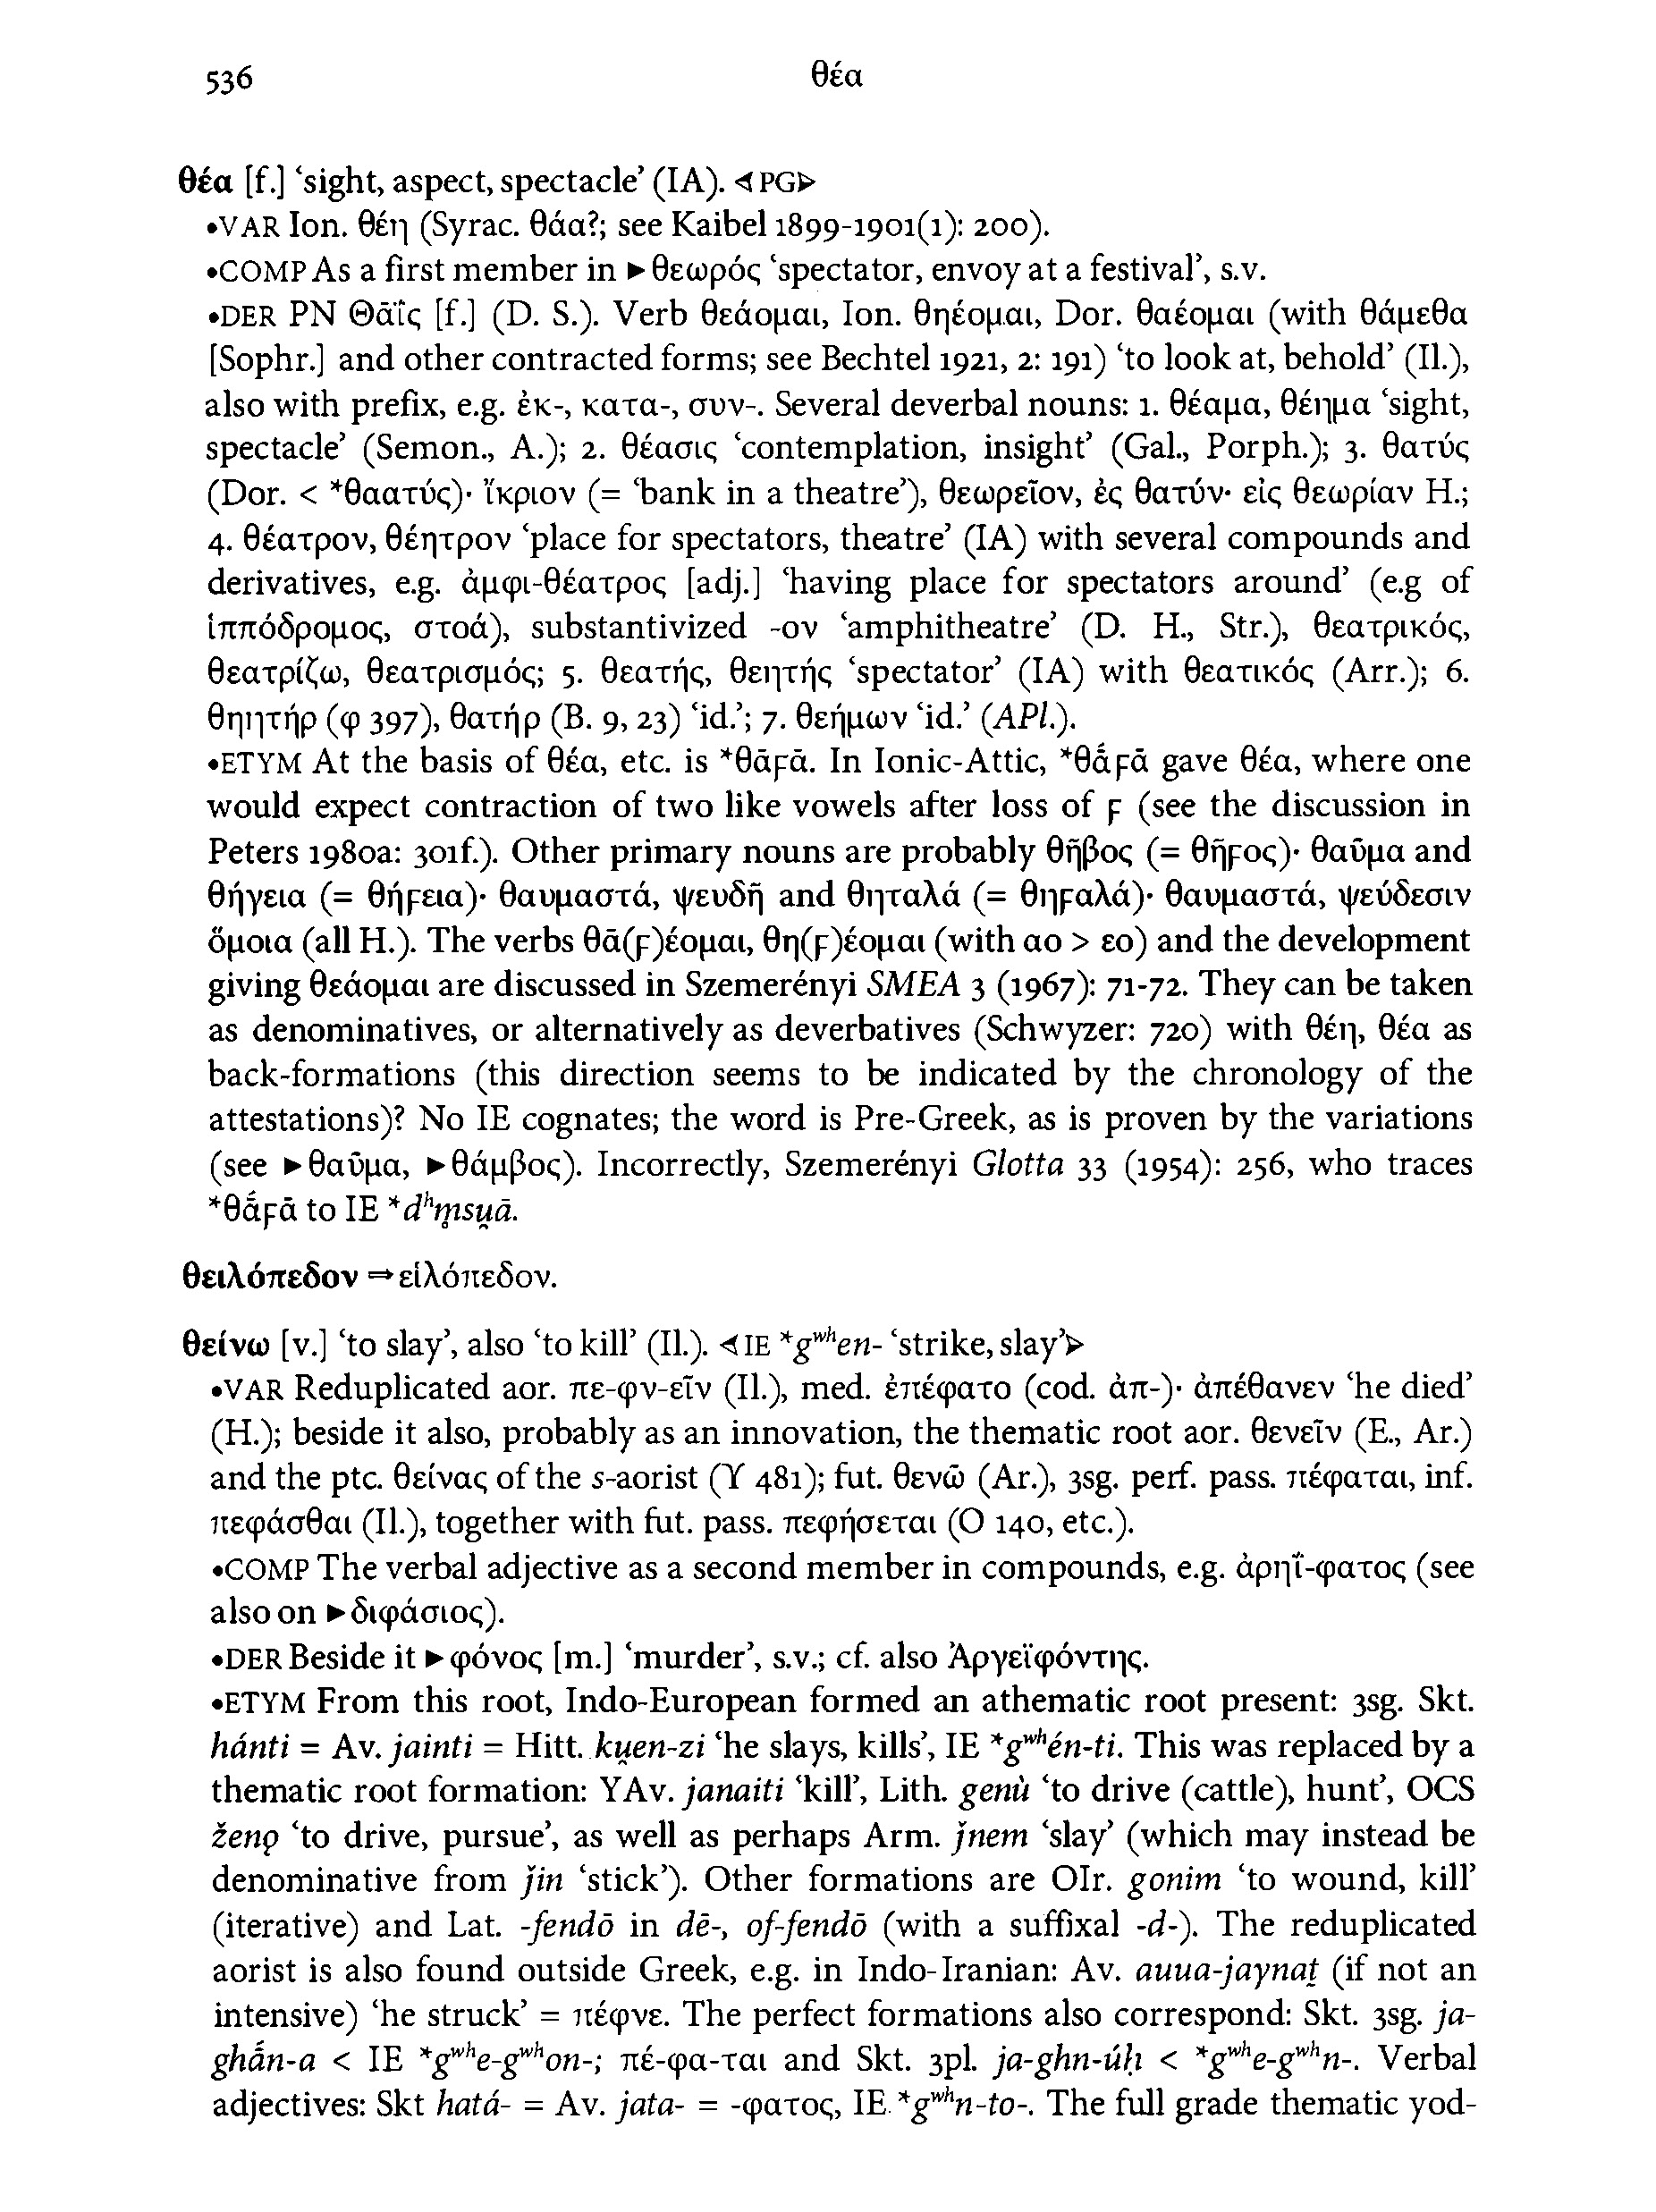 536
θέα
θέα [f.] ‘sight, aspect, spectacle’ (IA). ⊲PG⊳
•VAR Ion. θέη (Syrac. θάα?; see Kaibel 1899-1901(1): 200).
•COMP As a first member in ►θεωρός ‘spectator, envoy at a festival’, s.v.
•DER PN Θᾱΐς [f.] (D. S.). Verb θεάομαι, Ion. θηέομαι, Dor. θαέομαι (with θάμεθα
[Sophr.] and other contracted forms; see Bechtel 1921, 2: 191) ‘to look at, behold’ (Il.),
also with prefix, e.g. ἐκ-, κατα-, συν-. Several deverbal nouns: 1. θέαμα, θέημα ‘sight,
spectacle’ (Semon., A.); 2. θέασις ‘contemplation, insight’ (Gal., Porph.); 3. θατύς
(Dor. < *θαατύς)· ἴκριον (= ‘bank in a theatre’), θεωρεῖον, ἐς θατύν· εἰς θεωρίαν H.;
4. θέατρον, θέητρον ‘place for spectators, theatre’ (IA) with several compounds and
derivatives, e.g. ἀμφι-θέατρος [adj.] ‘having place for spectators around’ (e.g of
ἱππόδρομος, στοά), substantivized -ον ‘amphitheatre’ (D. H., Str.), θεατρικός,
θεατρίζω, θεατρισμός; 5. θεατής, θειητής ‘spectator’ (IA) with θεατικός (Arr.); 6.
θηητήρ (φ 397), θατήρ (B. 9, 23) ‘id.’; 7. θεήμων ‘id.’ (APl.).
•ETYM At the basis of θέα, etc. is *θᾱϝᾱ. In Ionic-Attic, *θᾱ́ϝᾱ gave θέα, where one
would expect contraction of two like vowels after loss of ϝ (see the discussion in
Peters 1980a: 301f.). Other primary nouns are probably θῆβος (= θῆϝος)· θαῦμα and
θήγεια (= θήϝεια)· θαυμαστά, ψευδῆ and θηταλά (= θηϝαλά)· θαυμαστά, ψεύδεσιν
ὅμοια (all H.). The verbs θᾱ(ϝ)έομαι, θη(ϝ)έομαι (with αο > εο) and the development
giving θεάομαι are discussed in Szemerényi SMEA 3 (1967): 71-72. They can be taken
as denominatives, or alternatively as deverbatives (Schwyzer: 720) with θέη, θέα as
back-formations (this direction seems to be indicated by the chronology of the
attestations)? No IE cognates; the word is Pre-Greek, as is proven by the variations
(see ►θαῦμα, ►θάμβος). Incorrectly, Szemerényi Glotta 33 (1954): 256, who traces
*θᾱ́ϝᾱ to IE *dʰm̥su̯ā.
θειλόπεδον ⇒εἰλόπεδον.
θείνω [v.] ‘to slay’, also ‘to kill’ (Il.). ⊲IE *gʷʰen- ‘strike, slay’⊳
•VAR Reduplicated aor. πε-φν-εῖν (Il.), med. ἐπέφατο (cod. ἀπ-)· ἀπέθανεν ‘he died’
(H.); beside it also, probably as an innovation, the thematic root aor. θενεῖν (E., Ar.)
and the ptc. θείνας of the s-aorist (Υ 481); fut. θενῶ (Ar.), 3sg. perf. pass. πέφαται, inf.
πεφάσθαι (Il.), together with fut. pass. πεφήσεται (Ο 140, etc.).
•COMP The verbal adjective as a second member in compounds, e.g. ἀρηΐ-φατος (see
also on ►διφάσιος).
•DER Beside it ►φόνος [m.] ‘murder’, s.v.; cf. also Ἀργεϊφόντης.
•ETYM From this root, Indo-European formed an athematic root present: 3sg. Skt.
hánti = Av. jainti = Hitt. ku̯en-zi ‘he slays, kills’, IE *gʷʰén-ti. This was replaced by a
thematic root formation: YAv. janaiti ‘kill’, Lith. genù ‘to drive (cattle), hunt’, OCS
ženǫ ‘to drive, pursue’, as well as perhaps Arm. ǰnem ‘slay’ (which may instead be
denominative from ǰin ‘stick’). Other formations are OIr. gonim ‘to wound, kill’
(iterative) and Lat. -fendō in dē-, of-fendō (with a suffixal -d-). The reduplicated
aorist is also found outside Greek, e.g. in Indo-Iranian: Av. auua-jaynat̰ (if not an
intensive) ‘he struck’ = πέφνε. The perfect formations also correspond: Skt. 3sg. ja-
ghā́n-a < IE *gʷʰe-gʷʰon-; πέ-φα-ται and Skt. 3pl. ja-ghn-úḥ < *gʷʰe-gʷʰn-. Verbal
adjectives: Skt hatá- = Av. jata- = -φατος, IE *gʷʰn-to-. The full grade thematic yod-